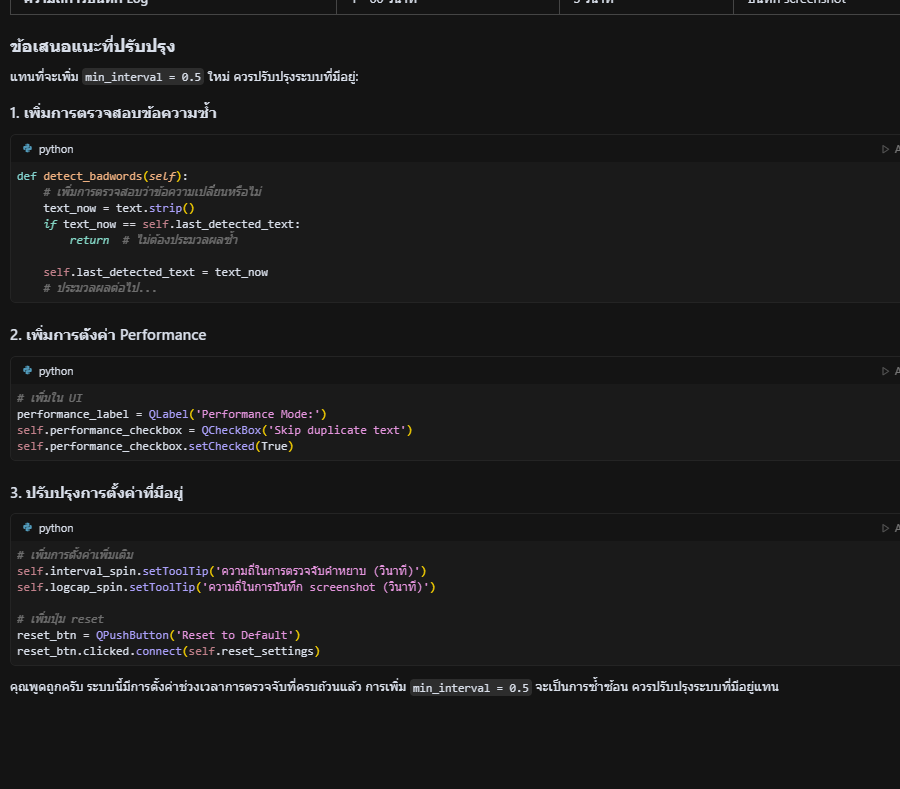 ความถี่การบันทึก Log
บันทึก screenshot
ข้อเสนอแนะที่ปรับปรุง
แทนที่จะเพิ่ม min_interval = 0.5 ใหม่ ควรปรับปรุงระบบที่มีอยู่:
1. เพิ่มการตรวจสอบข้อความซ้ำ
python
def detect_badwords(self):
# เพิ่มการตรวจสอบว่าข้อความเปลี่ยนหรือไม่
text_now = text.strip()
if text_now == self.last_detected_text:
return # ไม่ต้องประมวลผลซ้ำ
self.last_detected_text = text_now
# ประมวลผลต่อไป...
2. เพิ่มการตั้งค่า Performance
python
# เพิ่มใน UI
performance_label = QLabel('Performance Mode:')
self.performance_checkbox = QCheckBox('Skip duplicate text')
self.performance_checkbox.setChecked(True)
3. ปรับปรุงการตั้งค่าที่มีอยู่
python
# เพิ่มการตั้งค่าเพิ่มเติม
self.interval_spin.setToolTip('ความถี่ในการตรวจจับคำหยาบ (วินาที)')
self.logcap_spin.setToolTip('ความถี่ในการบันทึก screenshot (วินาที)')
# เพิ่มปุ่ม reset
reset_btn = QPushButton('Reset to Default')
reset_btn.clicked.connect(self.reset_settings)
คุณพูดถูกครับ ระบบนี้มีการตั้งค่าช่วงเวลาการตรวจจับที่ครบถ้วนแล้ว การเพิ่ม min_interval = 0.5 จะเป็นการซ้ำซ้อน ควรปรับปรุงระบบที่มีอยู่แทน